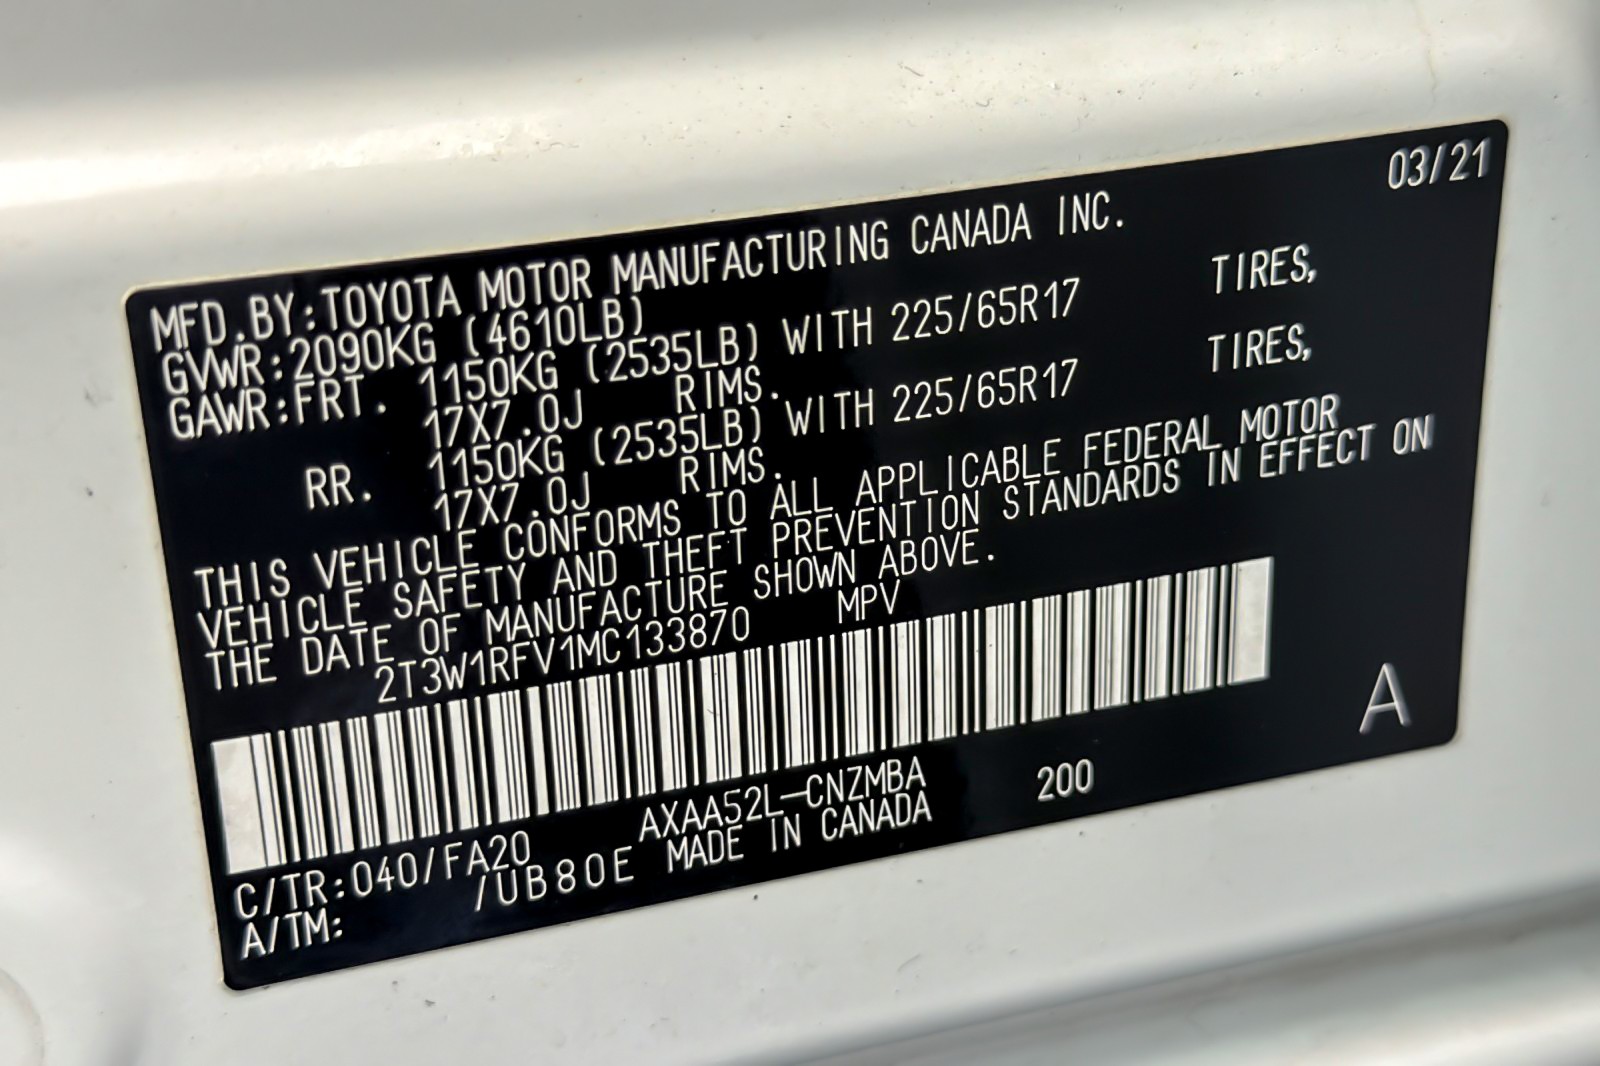 03/21
MFD.BY:TOYOTA MOTOR MANUFACTURING CANADA INC.
GVWR:2090KG (4610LB)
GAWR:FRT. 1150KG (2535LB) WITH 225/65R17 TIRES,
17X7.0J RIMS.
RR. 1150KG (2535LB) WITH 225/65R17 TIRES,
17X7.0J RIMS.
THIS VEHICLE CONFORMS TO ALL APPLICABLE FEDERAL MOTOR
VEHICLE SAFETY AND THEFT PREVENTION STANDARDS IN EFFECT ON
THE DATE OF MANUFACTURE SHOWN ABOVE.
2T3W1RFV1MC133870 MPV
A
C/TR:040/FA20 AXAA52L-CNZMBA 200
A/TM: /UB80E MADE IN CANADA